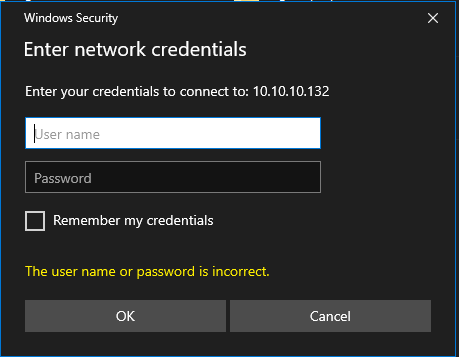 Windows Security
Enter network credentials
Enter your credentials to connect to: 10.10.10.132
User name
Password
Remember my credentials
The user name or password is incorrect.
OK
Cancel